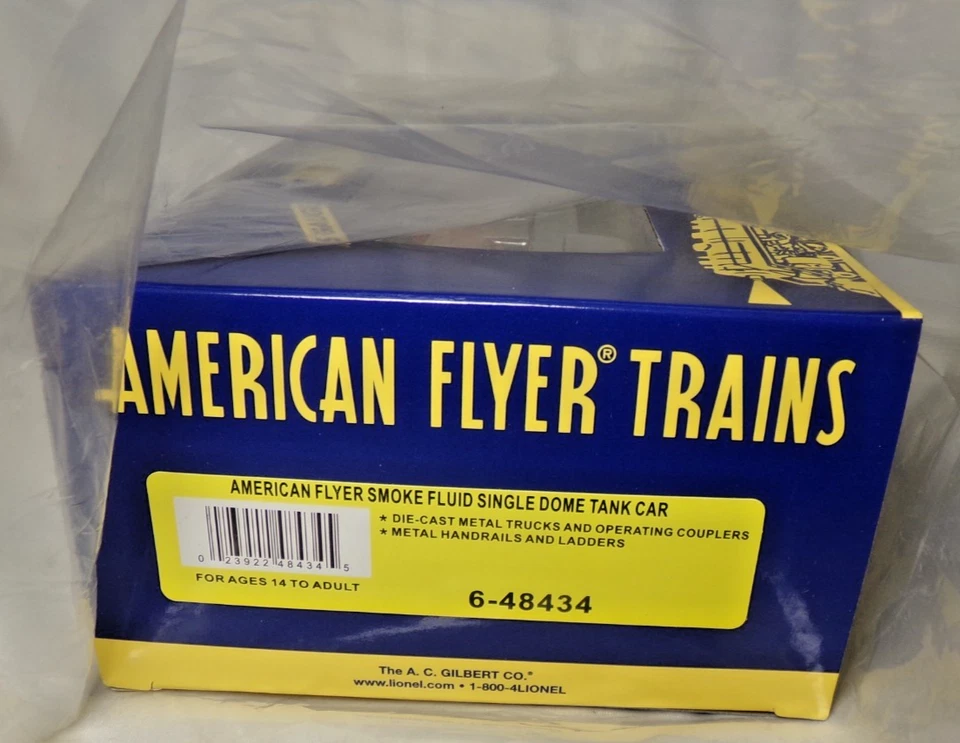 AMERICAN FLYER® TRAINS
AMERICAN FLYER SMOKE FLUID SINGLE DOME TANK CAR
* DIE-CAST METAL TRUCKS AND OPERATING COUPLERS
* METAL HANDRAILS AND LADDERS
0 23922 48434 5
FOR AGES 14 TO ADULT
6-48434
The A. C. GILBERT CO.®
www.lionel.com • 1-800-4LIONEL